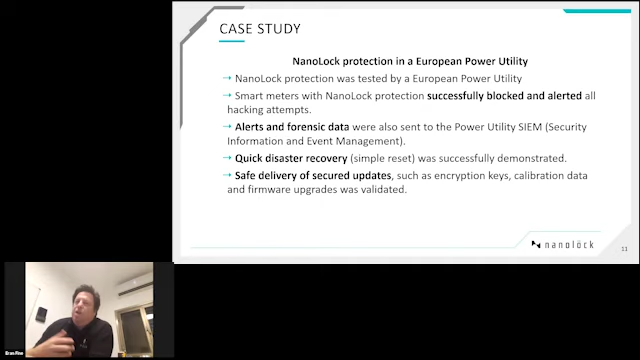 CASE STUDY
NanoLock protection in a European Power Utility
NanoLock protection was tested by a European Power Utility
Smart meters with NanoLock protection successfully blocked and alerted all
hacking attempts.
Alerts and forensic data were also sent to the Power Utility SIEM (Security
Information and Event Management).
Quick disaster recovery (simple reset) was successfully demonstrated.
Safe delivery of secured updates, such as encryption keys, calibration data
and firmware upgrades was validated.
nanolock
11
Eran Fine